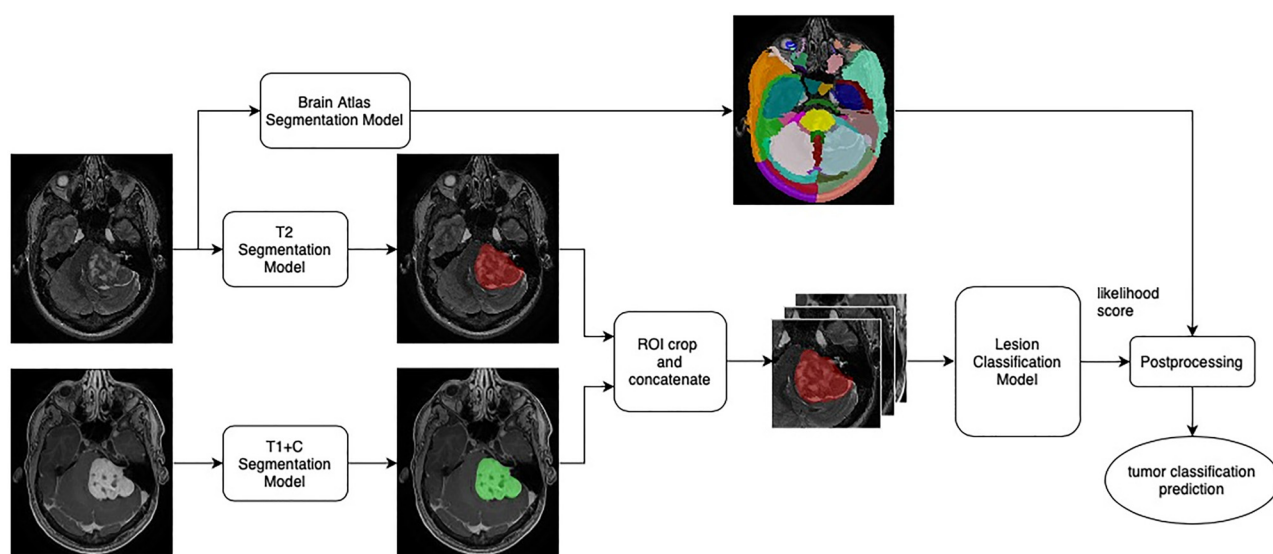 Brain Atlas
Segmentation Model
T2
Segmentation
Model
T1+C
Segmentation
Model
ROI crop
and
concatenate
Lesion
Classification
Model
likelihood
score
Postprocessing
tumor classification
prediction